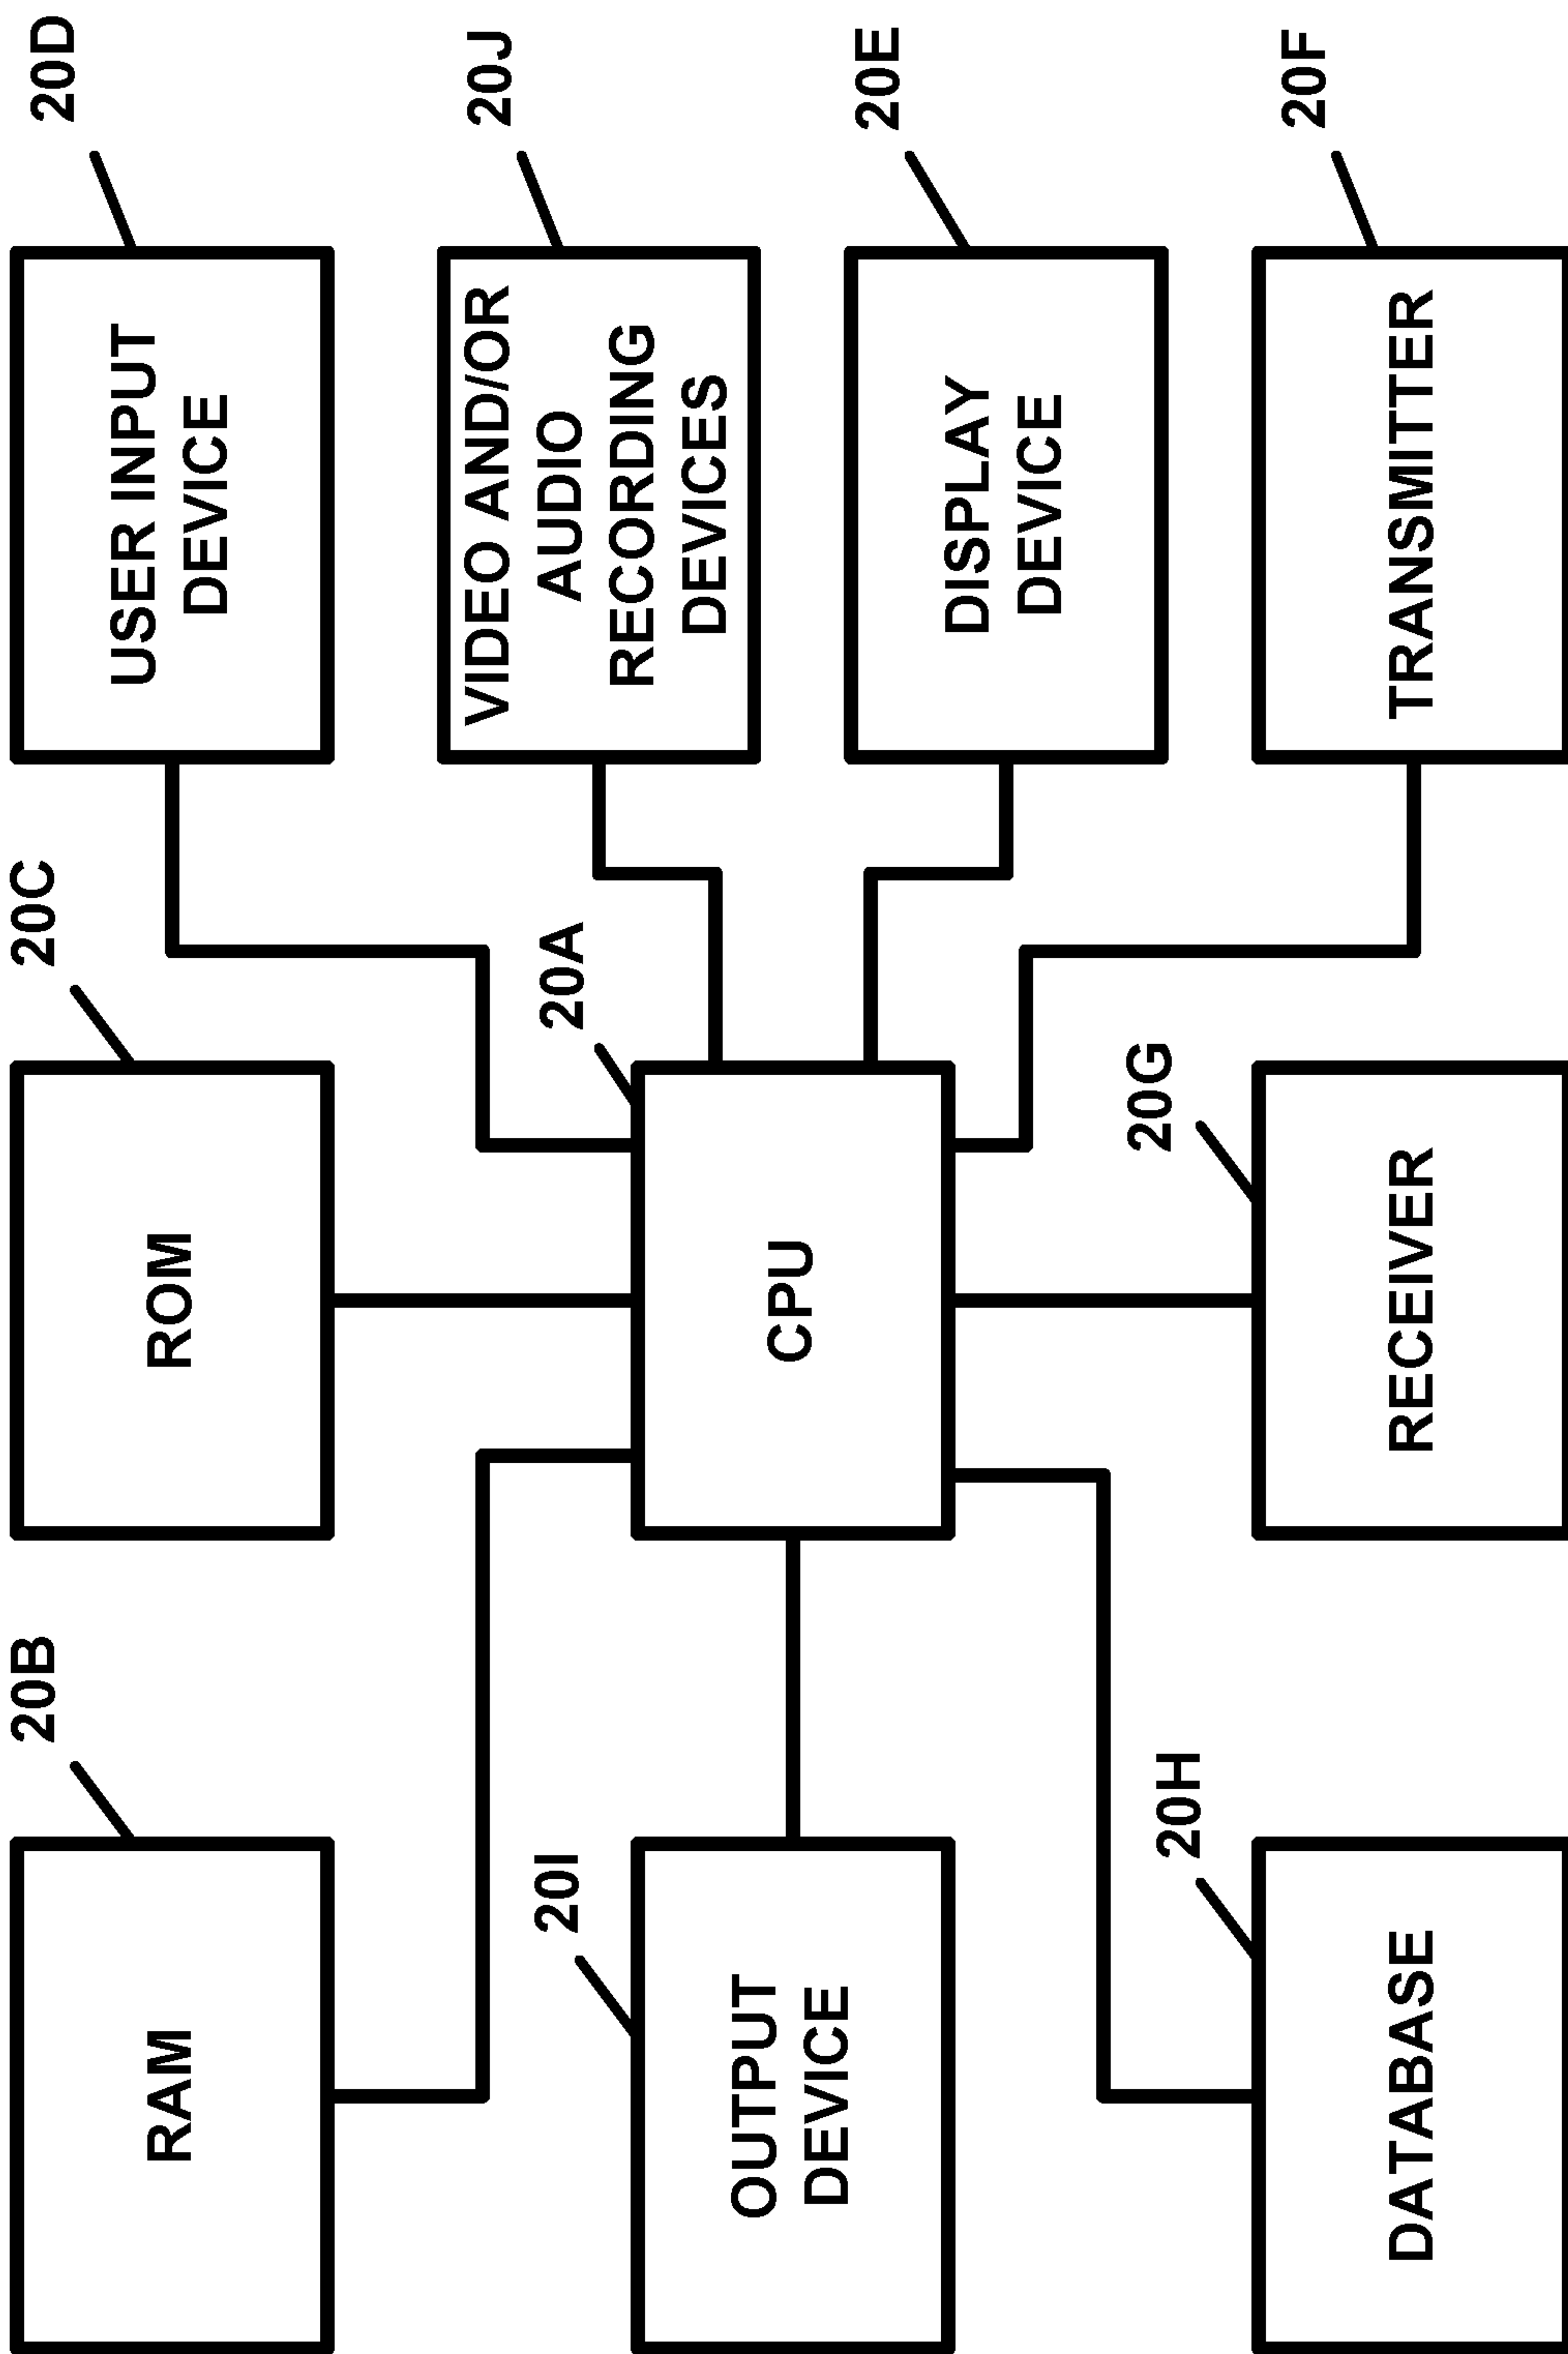 20B
RAM
20C
ROM
20D
USER INPUT
DEVICE
20J
VIDEO AND/OR
AUDIO
RECORDING
DEVICES
20I
OUTPUT
DEVICE
20A
CPU
20E
DISPLAY
DEVICE
20H
DATABASE
20G
RECEIVER
20F
TRANSMITTER